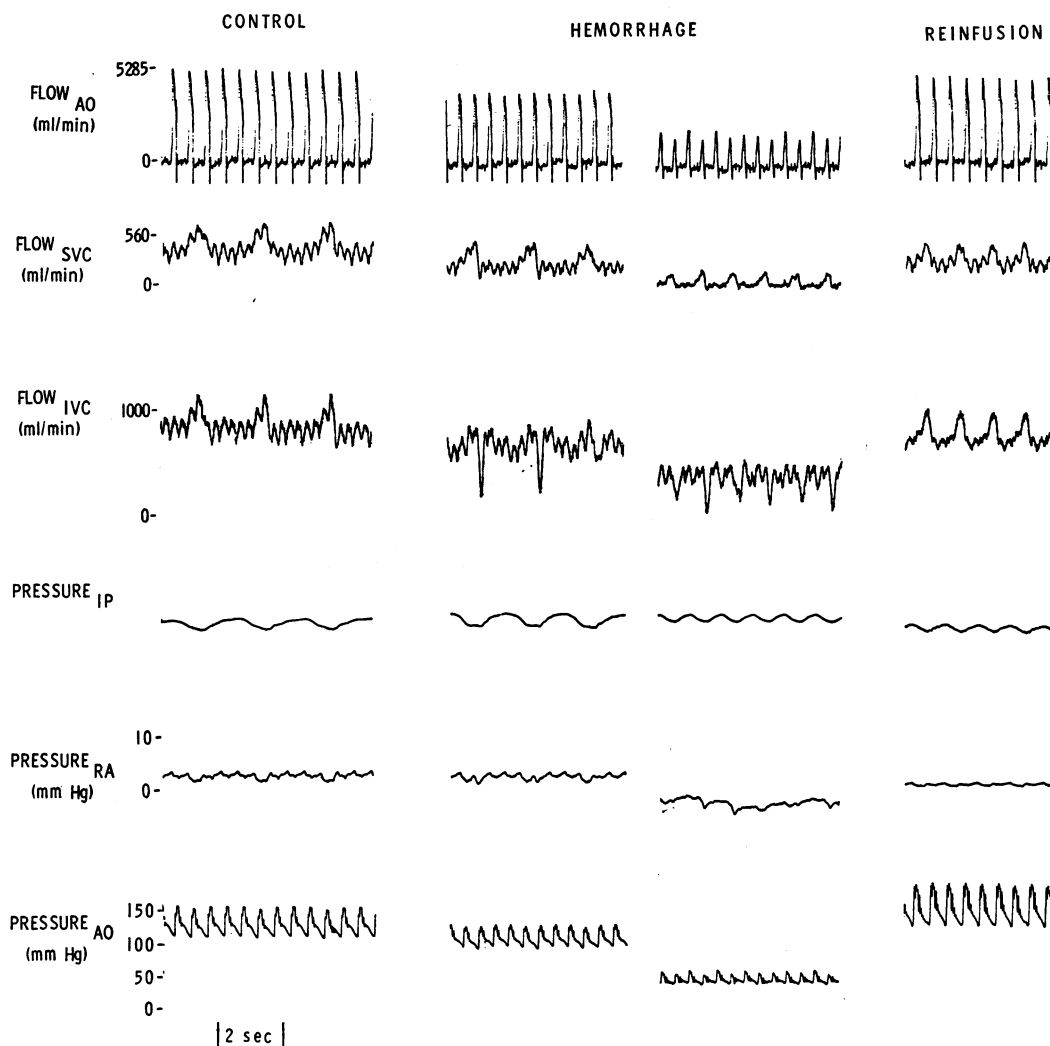 CONTROL
HEMORRHAGE
REINFUSION
FLOW AO
(ml/min)
5285-
0-
FLOW SVC
(ml/min)
560-
0-
FLOW IVC
(ml/min)
1000-
0-
PRESSURE IP
PRESSURE RA
(mm Hg)
10-
0-
PRESSURE AO
(mm Hg)
150-
100-
50-
0-
2 sec